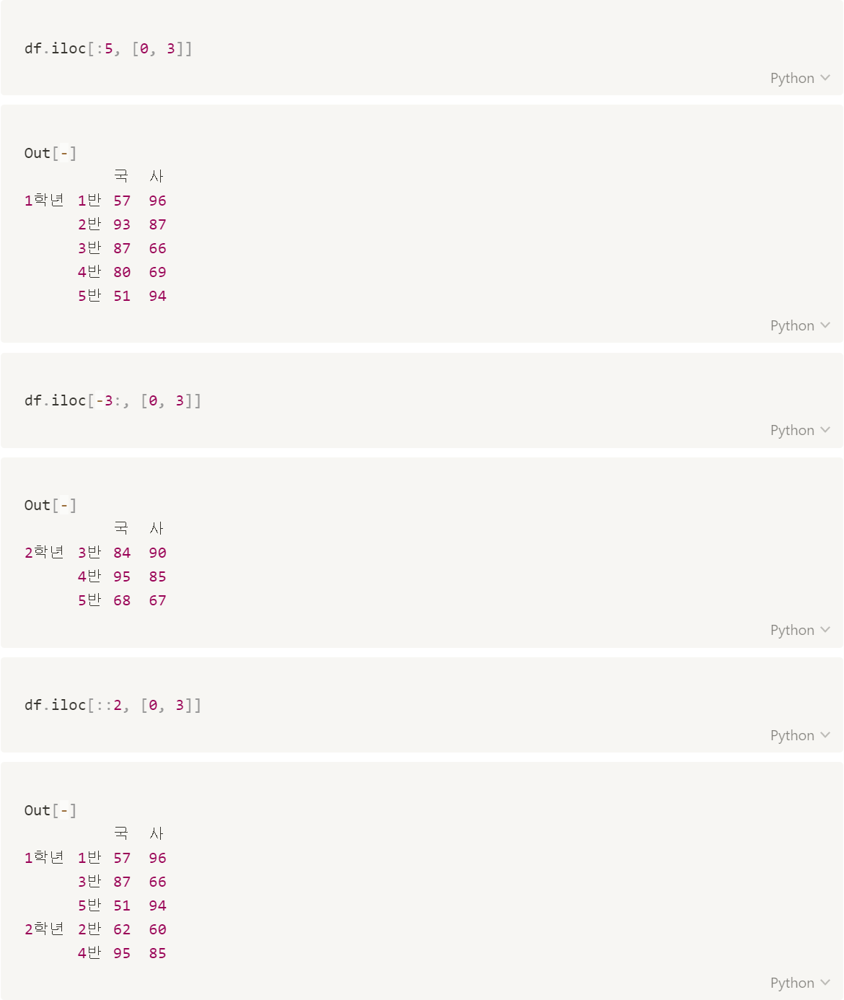 df.iloc[:5, [0, 3]]
Python
Out[-]
국 사
1학년 1반 57 96
2반 93 87
3반 87 66
4반 80 69
5반 51 94
Python
df.iloc[-3:, [0, 3]]
Python
Out[-]
국 사
2학년 3반 84 90
4반 95 85
5반 68 67
Python
df.iloc[::2, [0, 3]]
Python
Out[-]
국 사
1학년 1반 57 96
3반 87 66
5반 51 94
2학년 2반 62 60
4반 95 85
Python